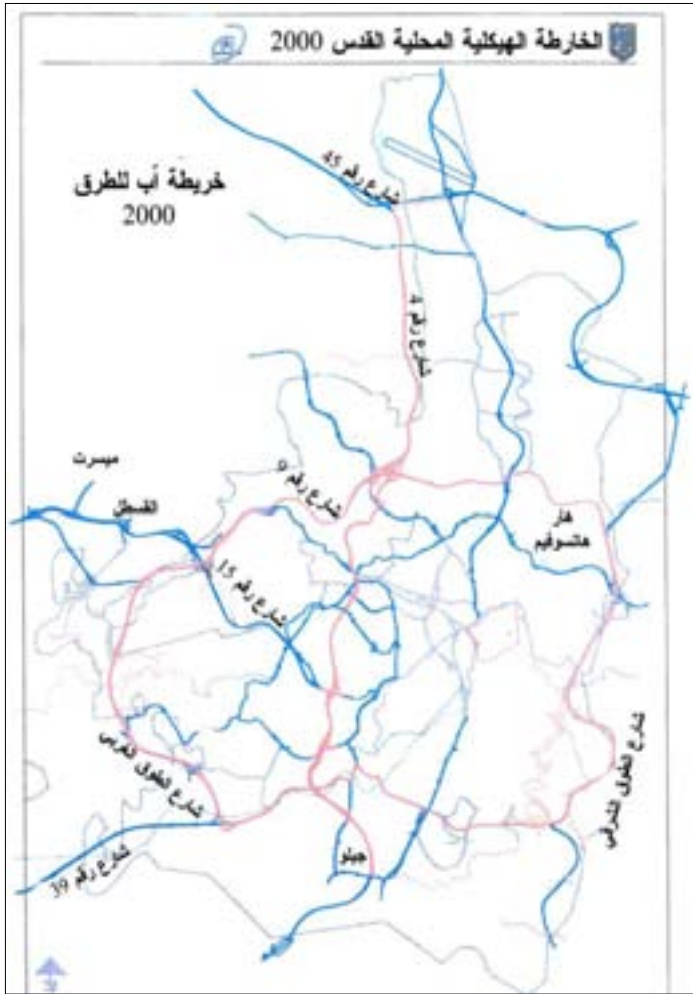 الخارطة الهيكلية المحلية القدس 2000
خريطة أب للطرق
2000
شارع رقم 45
شارع رقم 4
شارع رقم 9
ميسرت
القسطل
هار
هاتسوفيم
شارع رقم 15
شارع الطوق الغربي
شارع الطوق الشرقي
جيلو
شارع رقم 39